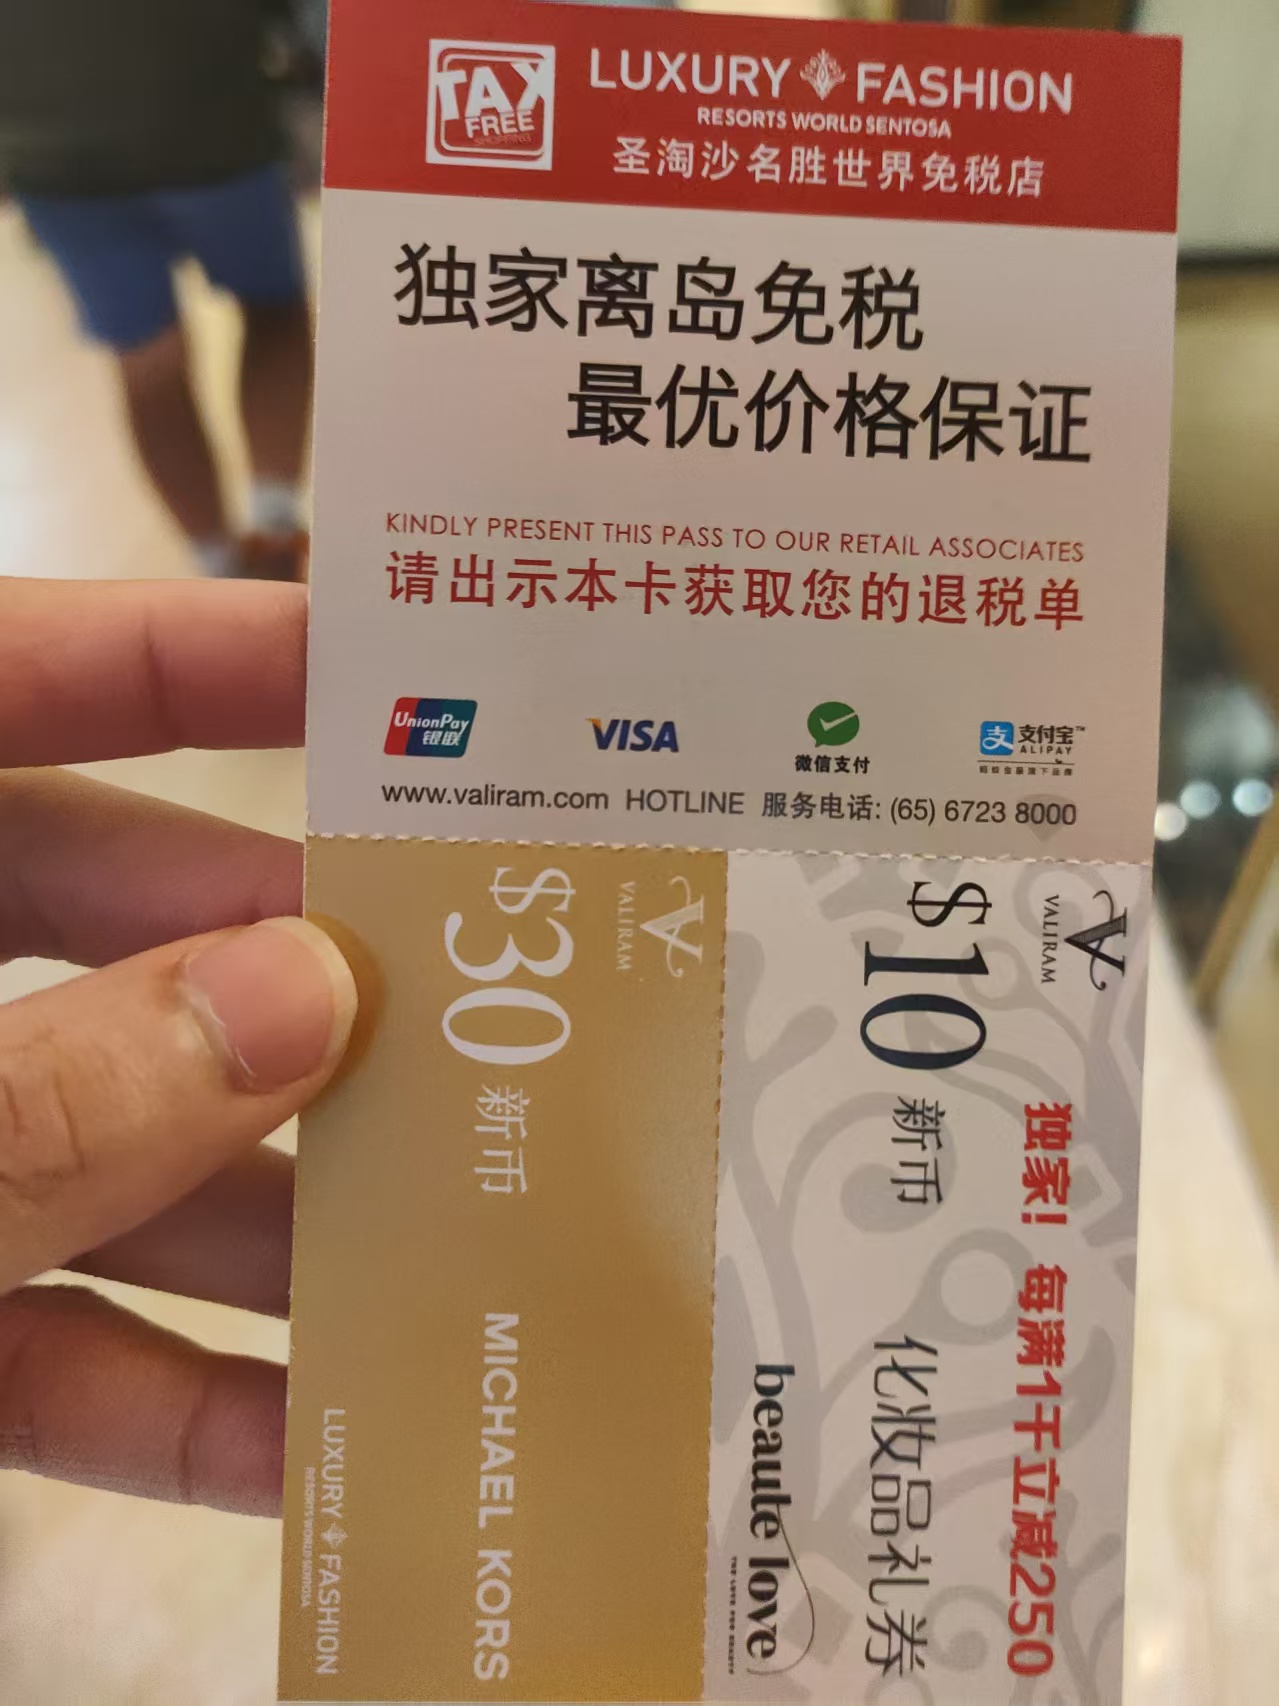 TAX
FREE
SHOPPING
LUXURY FASHION
RESORTS WORLD SENTOSA
圣淘沙名胜世界免税店
独家离岛免税
最优价格保证
KINDLY PRESENT THIS PASS TO OUR RETAIL ASSOCIATES
请出示本卡获取您的退税单
UnionPay
银联
VISA
微信支付
支 支付宝™
ALIPAY
www.valiram.com HOTLINE 服务电话: (65) 6723 8000
VALIRAM
$30 新币 MICHAEL KORS
LUXURY FASHION
RESORTS WORLD SENTOSA
VALIRAM
独家! 每满1千立减250
$10 新币 化妆品礼券
beaute love